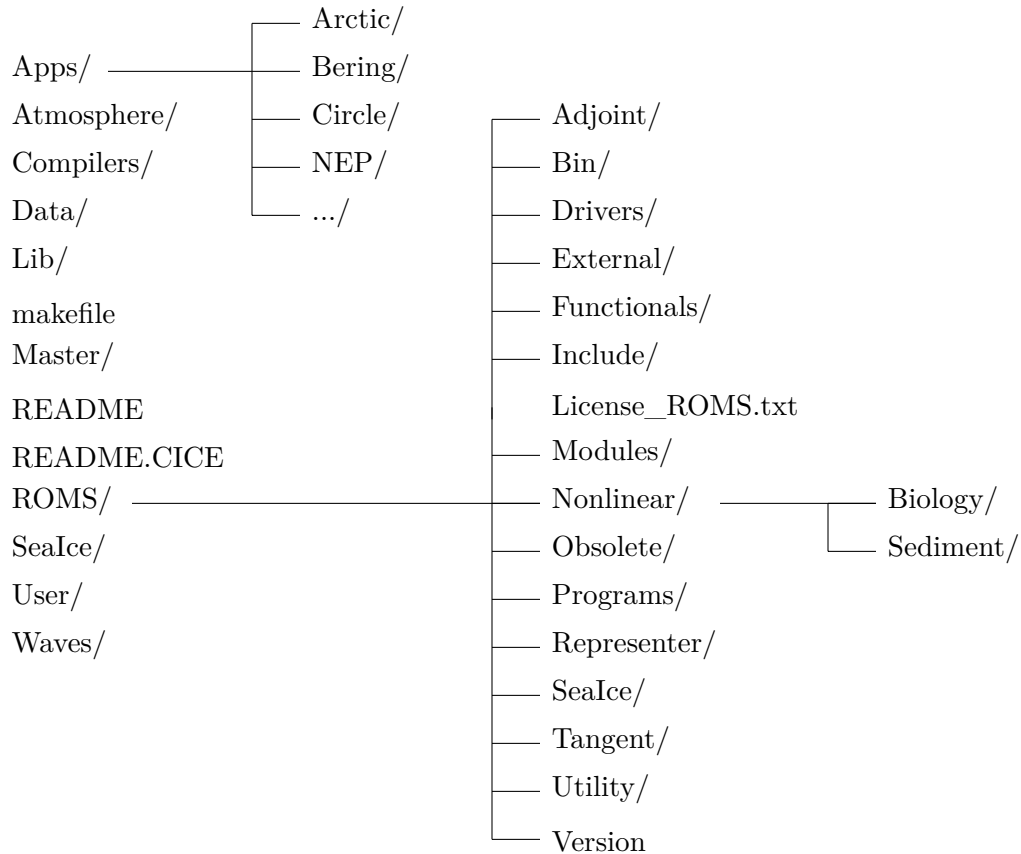 Arctic/
Apps/ Bering/
Atmosphere/ Circle/ Adjoint/
Compilers/ NEP/ Bin/
Data/ .../ Drivers/
Lib/ External/
makefile Functionals/
Master/ Include/
README License_ROMS.txt
README.CICE Modules/
ROMS/ Nonlinear/ Biology/
SeaIce/ Obsolete/ Sediment/
User/ Programs/
Waves/ Representer/
SeaIce/
Tangent/
Utility/
Version